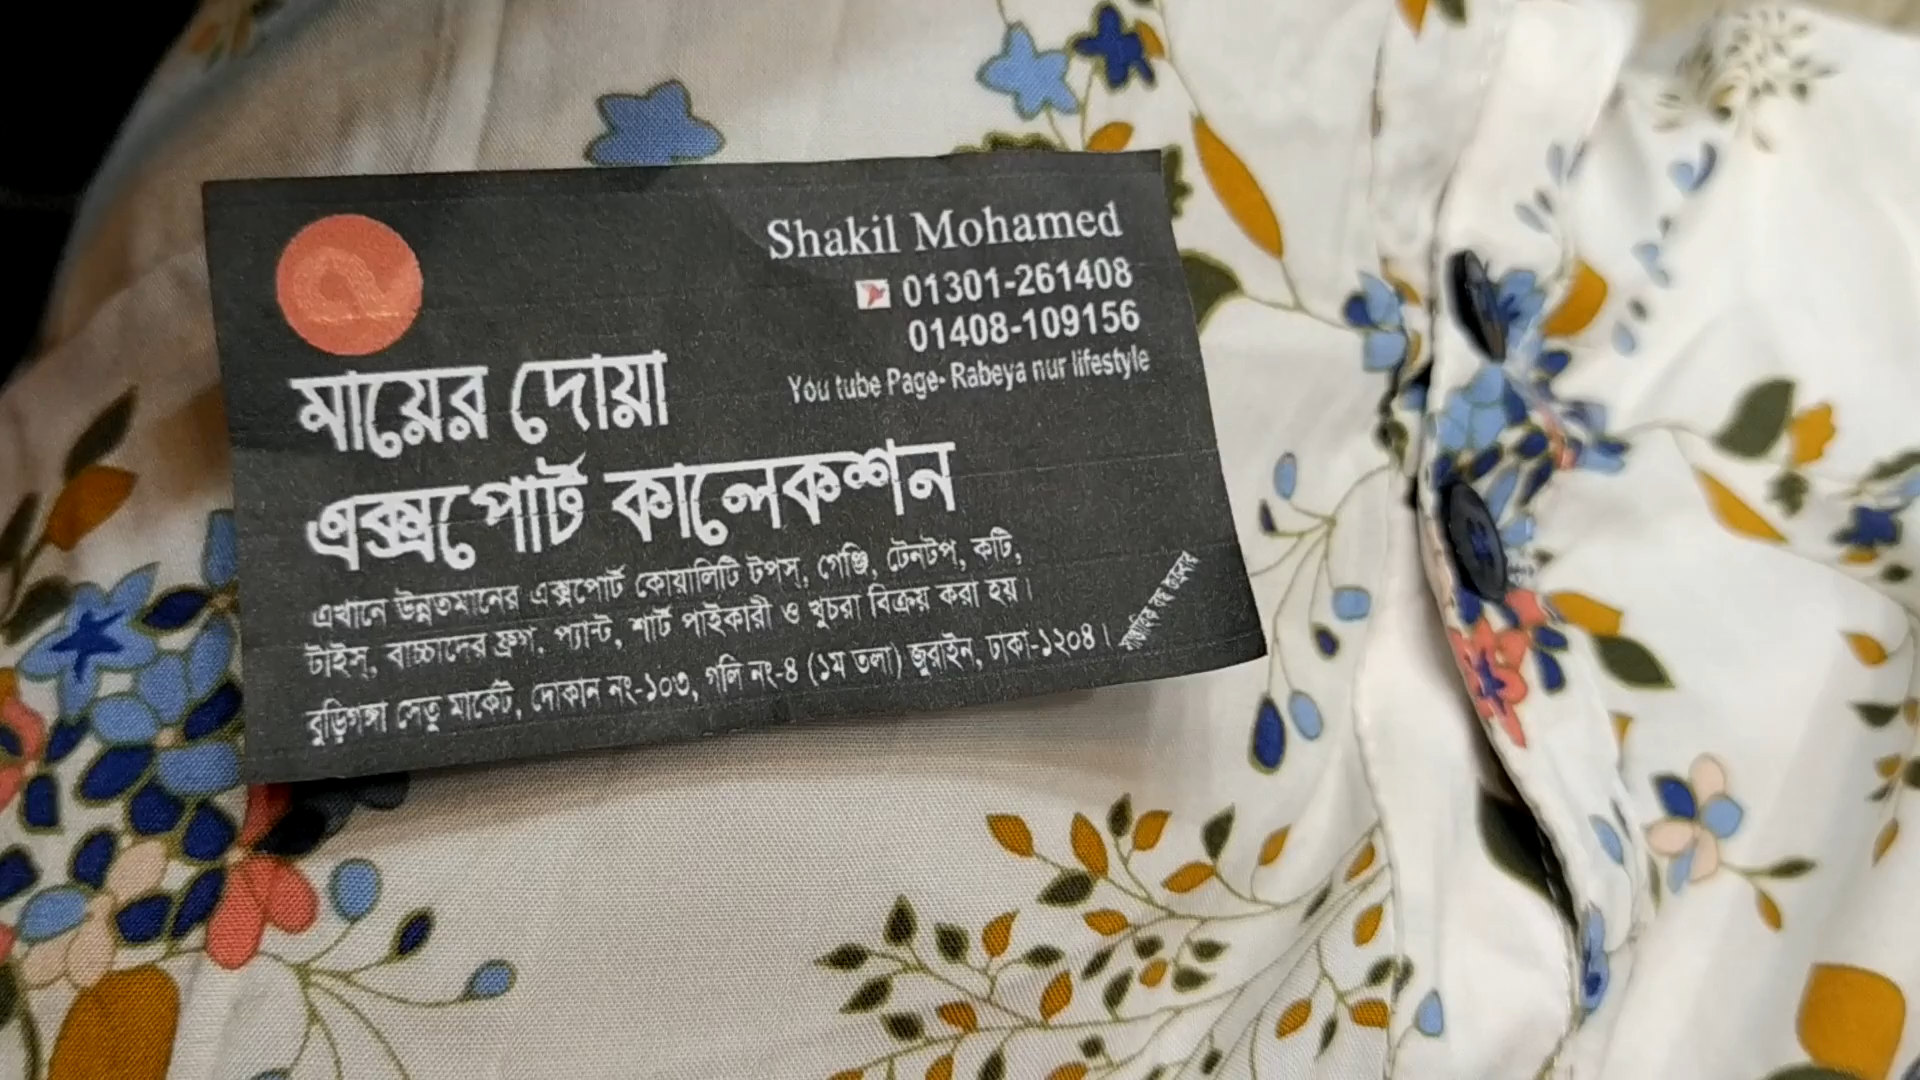 Shakil Mohamed
01301-261408
01408-109156
You tube Page- Rabeya nur lifestyle
মায়ের দোয়া
এক্সপোর্ট কালেকশন
এখানে উন্নতমানের এক্সপোর্ট কোয়ালিটি টপস্, গেঞ্জি, টেনটপ, কটি,
টাইস্, বাচ্চাদের ফ্রগ, প্যান্ট, শার্ট পাইকারী ও খুচরা বিক্রয় করা হয়।
বুড়িগঙ্গা সেতু মার্কেট, দোকান নং-১০৩, গলি নং-৪ (১ম তলা) জুরাইন, ঢাকা-১২০৪।
সাপ্তাহিক বন্ধ শুক্রবার